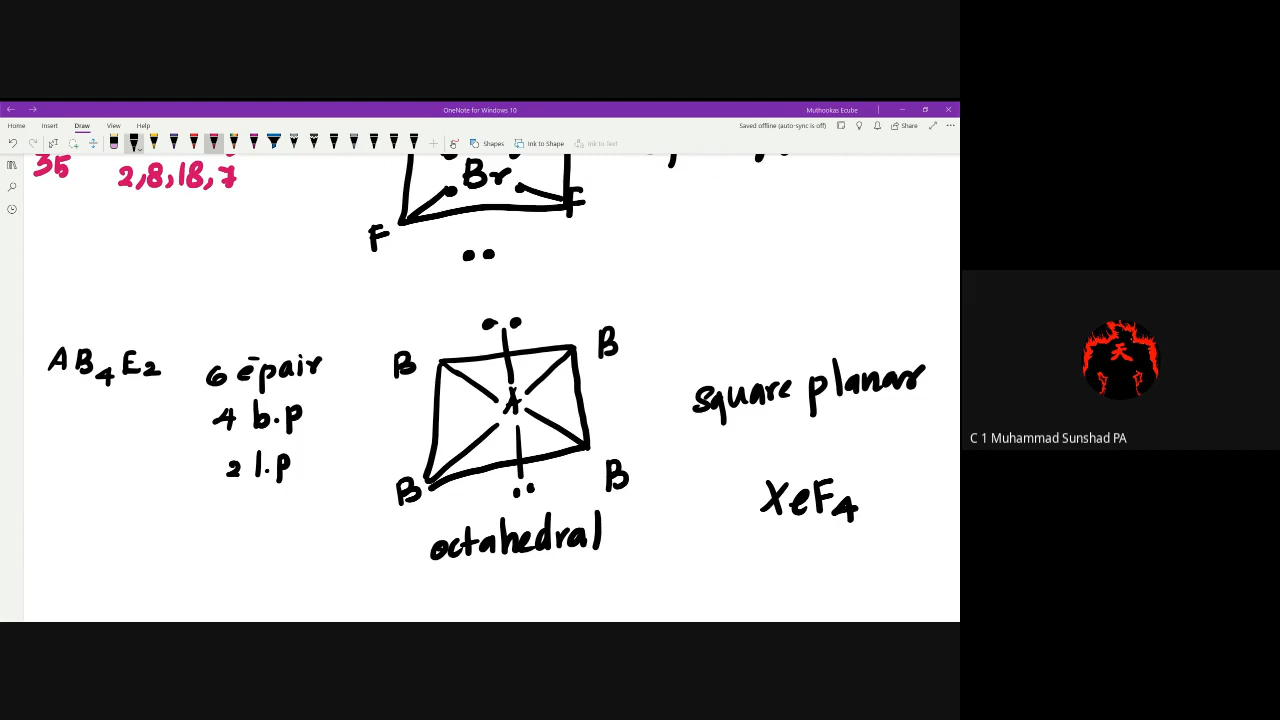 OneNote for Windows 10
Muthookas Ecube
Home Insert Draw View Help
Saved offline (auto-sync is off)
Share
Shapes Ink to Shape Ink to Text
35 2,8,18,7
Br
F
F
AB4E2
6 ē pair
4 b.p
2 l.p
B B
A
B B
octahedral
square planar
XeF4
C 1 Muhammad Sunshad PA
天